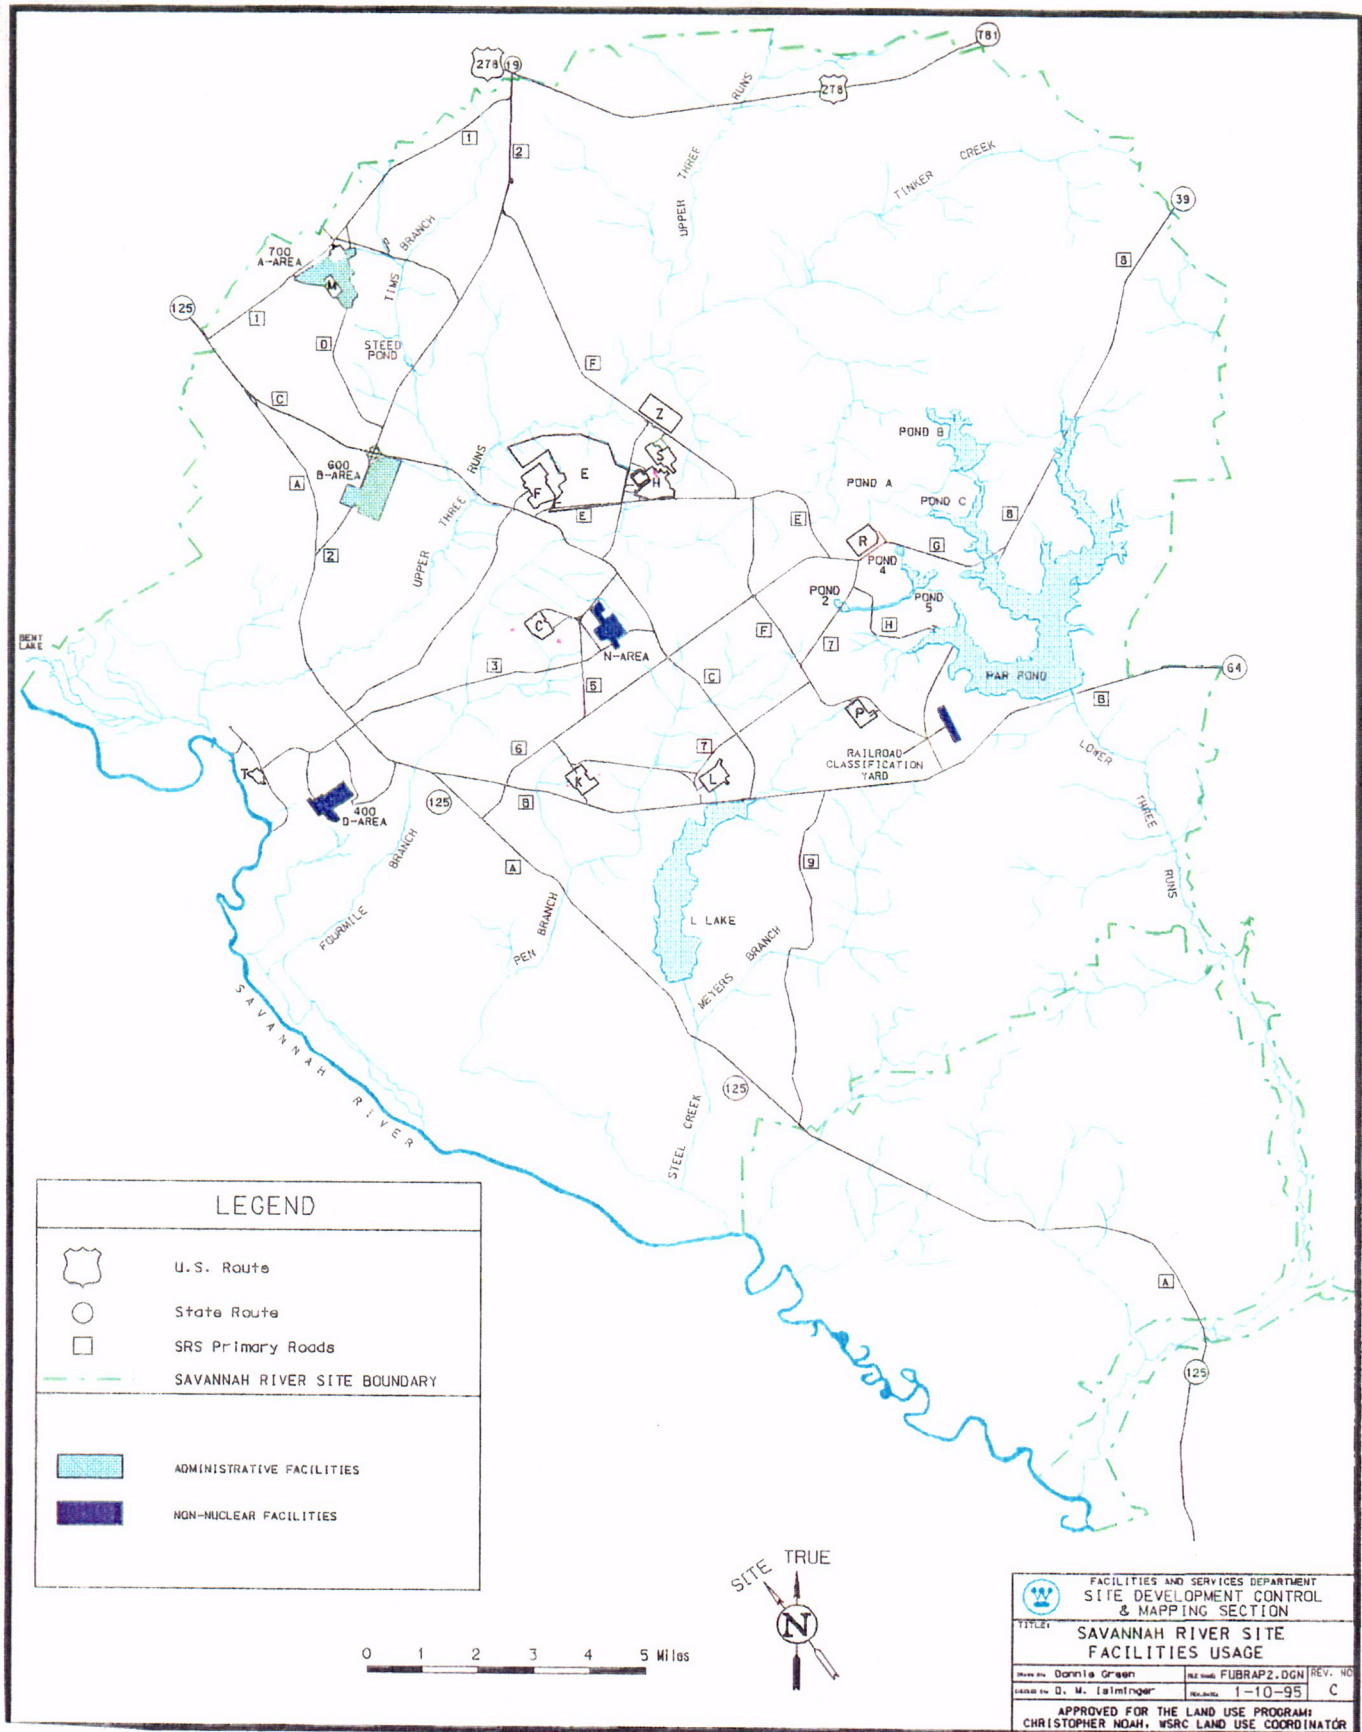 278
19
781
278
1
2
UPPER THREE RUNS
TINKER CREEK
39
8
700
A-AREA
M
TIMS BRANCH
125
1
D
STEED
POND
F
C
Z
600
B-AREA
A
S
E
F
H
E
2
UPPER THREE RUNS
POND B
POND A
POND C
8
E
R
G
POND
4
POND
2
POND
5
H
C
N-AREA
F
7
BENT
LAKE
3
5
C
PAR POND
64
B
P
6
7
RAILROAD
CLASSIFICATION
YARD
T
K
L
400
D-AREA
125
B
A
9
LOWER THREE RUNS
FOURMILE BRANCH
PEN BRANCH
L LAKE
MEYERS BRANCH
SAVANNAH RIVER
125
STEEL CREEK
A
125
LEGEND
U.S. Route
State Route
SRS Primary Roads
SAVANNAH RIVER SITE BOUNDARY
ADMINISTRATIVE FACILITIES
NON-NUCLEAR FACILITIES
SITE TRUE
N
0 1 2 3 4 5 Miles
FACILITIES AND SERVICES DEPARTMENT
SITE DEVELOPMENT CONTROL
& MAPPING SECTION
TITLE:
SAVANNAH RIVER SITE
FACILITIES USAGE
Donnie Green FUBRAP2.DGN REV. NO
D. M. 1-10-95 C
APPROVED FOR THE LAND USE PROGRAM:
CHRISTOPHER NOAH, WSRC LAND USE COORDINATOR